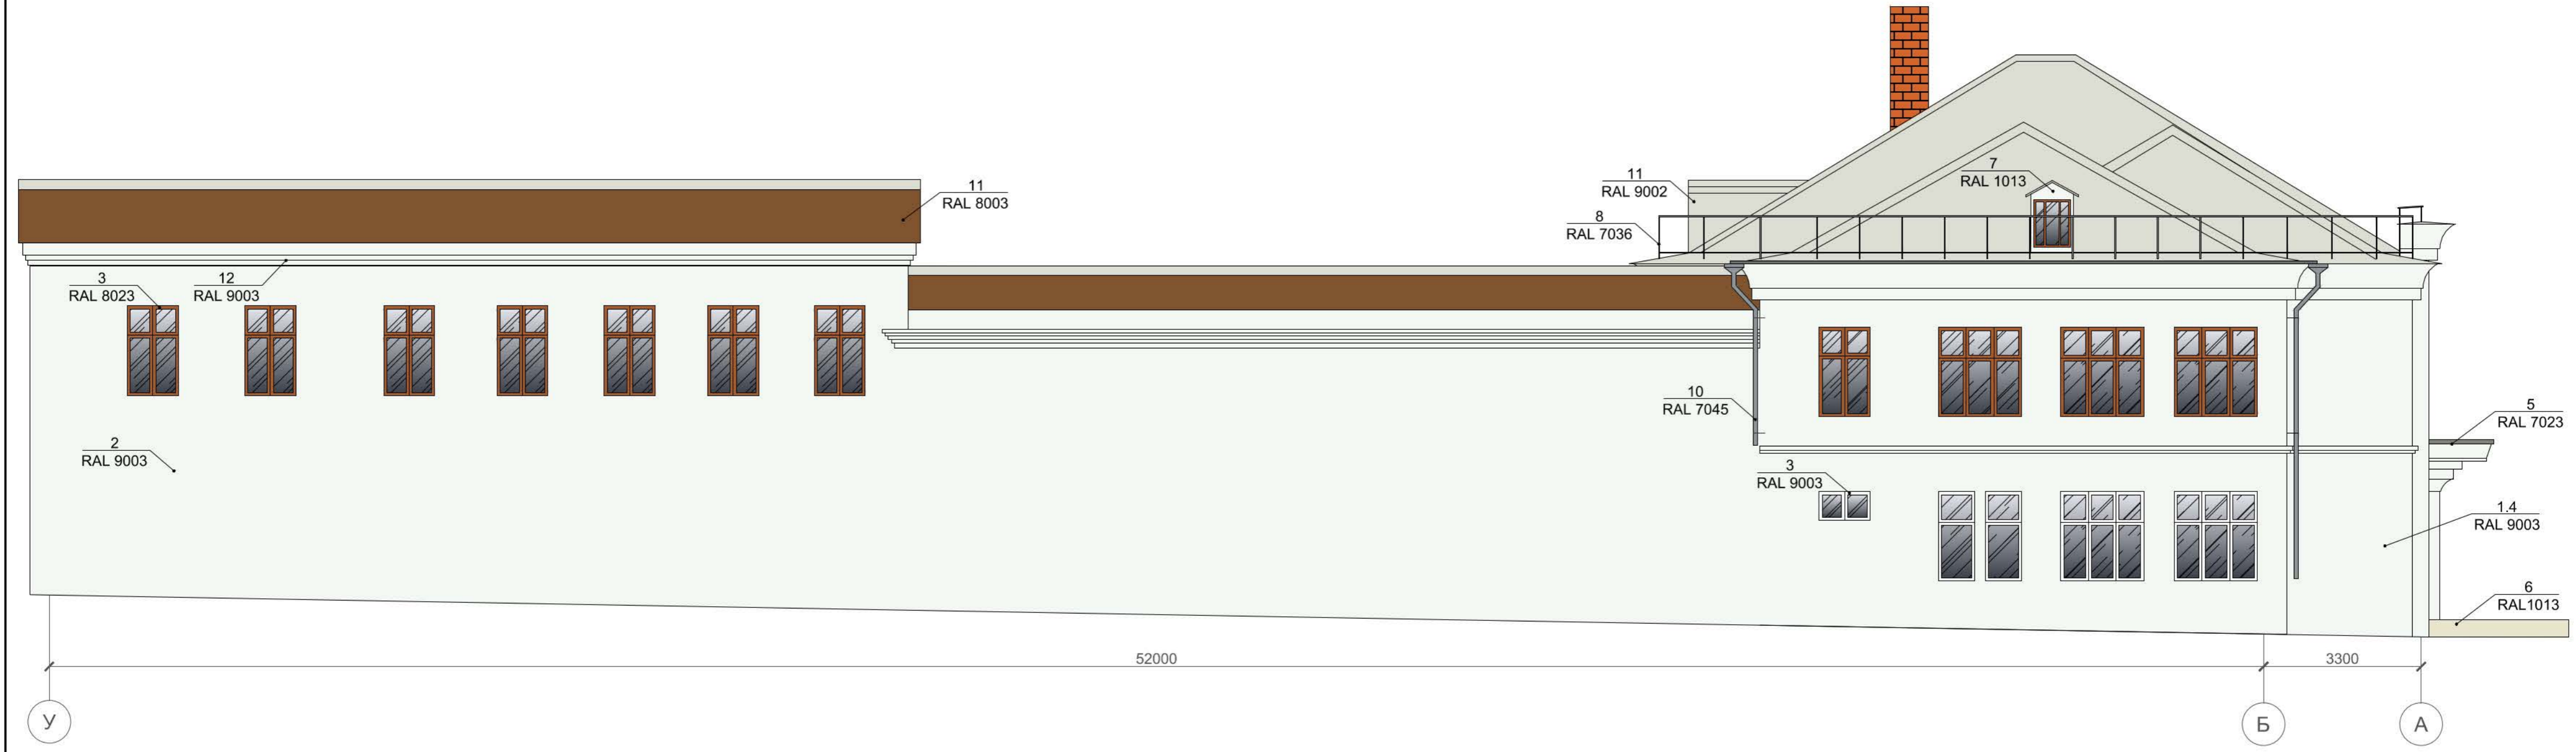 11
RAL 8003
3
RAL 8023
12
RAL 9003
2
RAL 9003
11
RAL 9002
8
RAL 7036
7
RAL 1013
10
RAL 7045
3
RAL 9003
5
RAL 7023
1.4
RAL 9003
6
RAL1013
52000
3300
У
Б
А